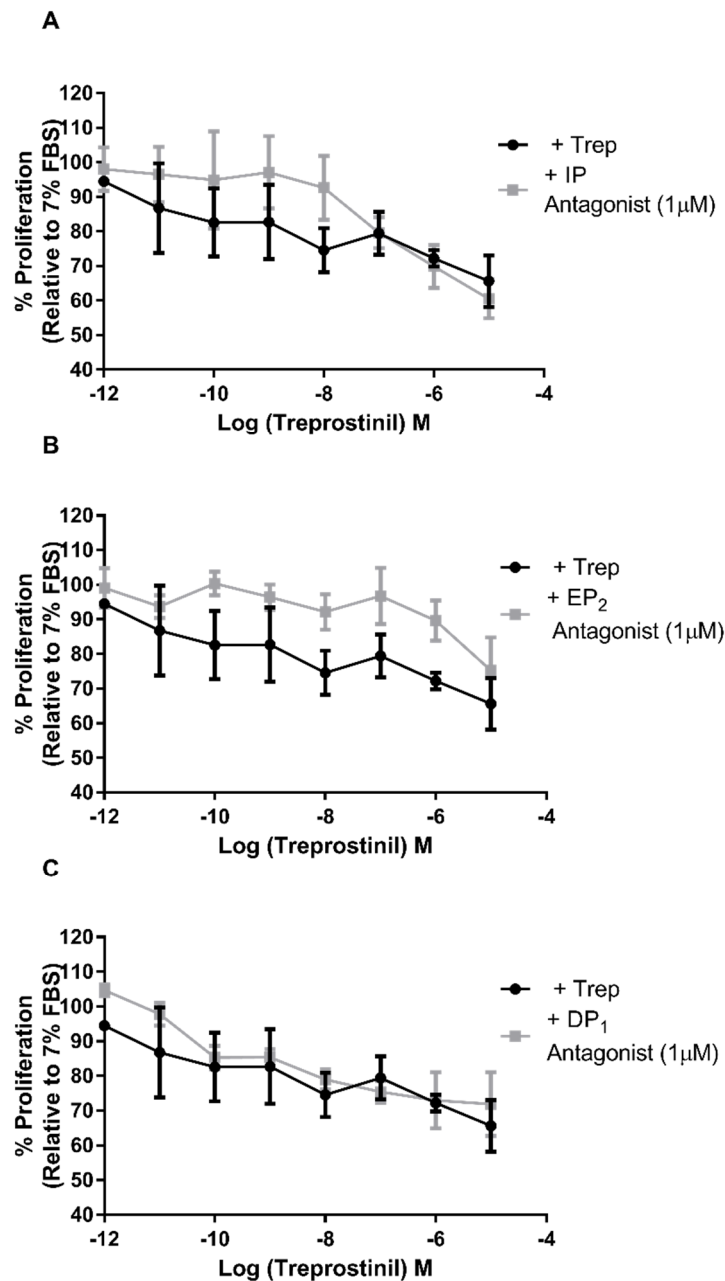 A
120
110
100
90
80
70
60
50
40
% Proliferation
(Relative to 7% FBS)
-12
-10
-8
-6
-4
Log (Treprostinil) M
+ Trep
+ IP
Antagonist (1μM)
B
120
110
100
90
80
70
60
50
40
% Proliferation
(Relative to 7% FBS)
-12
-10
-8
-6
-4
Log (Treprostinil) M
+ Trep
+ EP₂
Antagonist (1μM)
C
120
110
100
90
80
70
60
50
40
% Proliferation
(Relative to 7% FBS)
-12
-10
-8
-6
-4
Log (Treprostinil) M
+ Trep
+ DP₁
Antagonist (1μM)